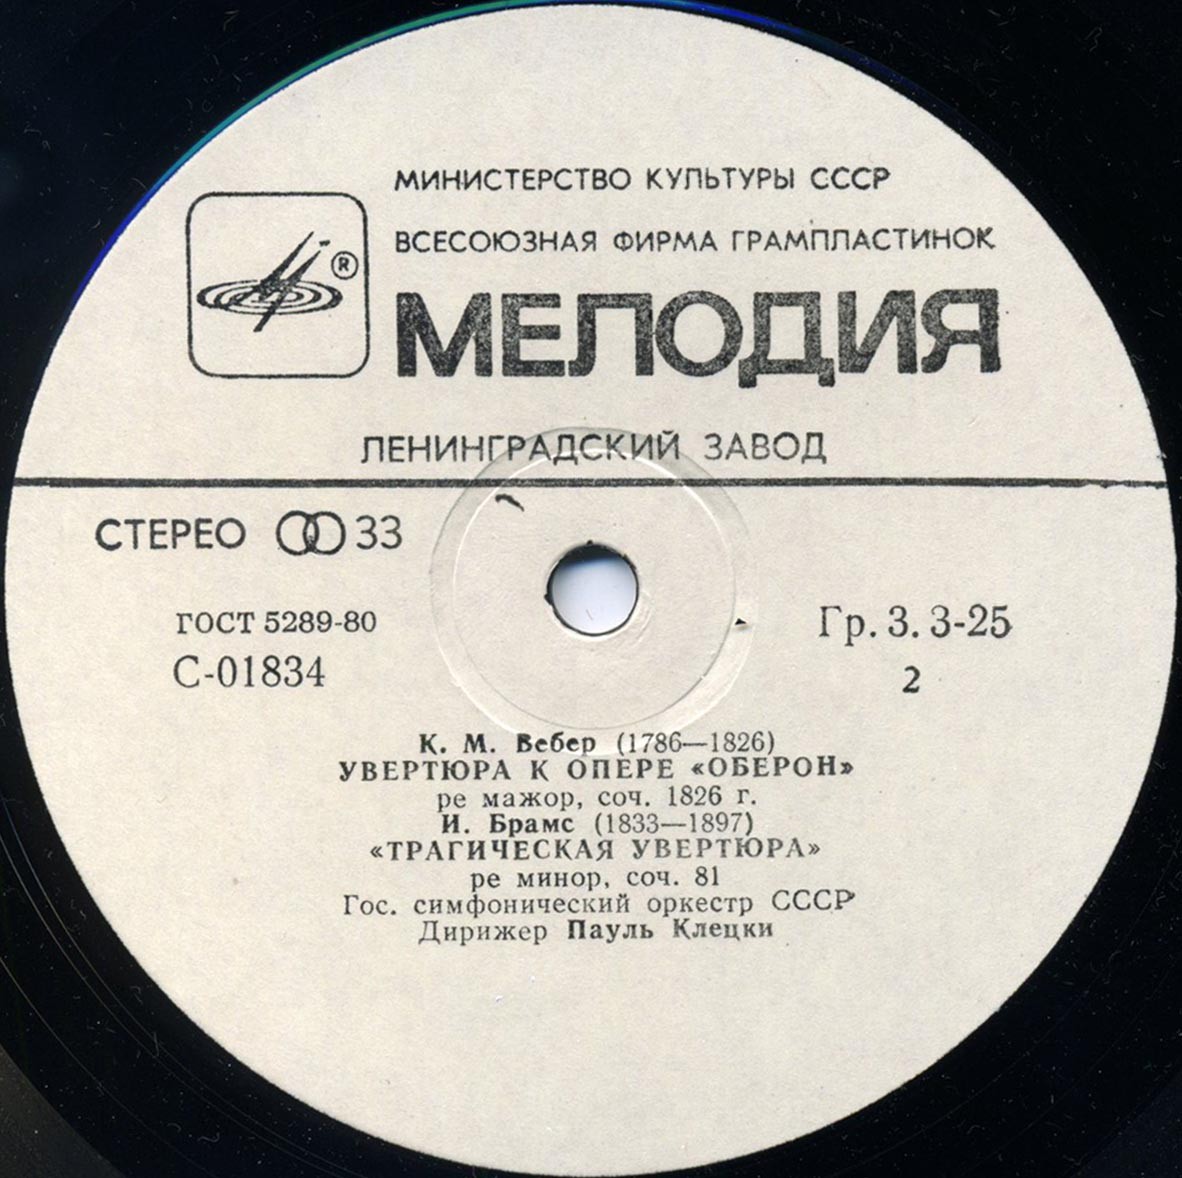 МИНИСТЕРСТВО КУЛЬТУРЫ СССР
ВСЕСОЮЗНАЯ ФИРМА ГРАМПЛАСТИНОК
®
МЕЛОДИЯ
ЛЕНИНГРАДСКИЙ ЗАВОД
СТЕРЕО 33
ГОСТ 5289-80
Гр. 3. 3-25
С-01834
2
К. М. Вебер (1786—1826)
УВЕРТЮРА К ОПЕРЕ «ОБЕРОН»
ре мажор, соч. 1826 г.
И. Брамс (1833—1897)
«ТРАГИЧЕСКАЯ УВЕРТЮРА»
ре минор, соч. 81
Гос. симфонический оркестр СССР
Дирижер Пауль Клецки